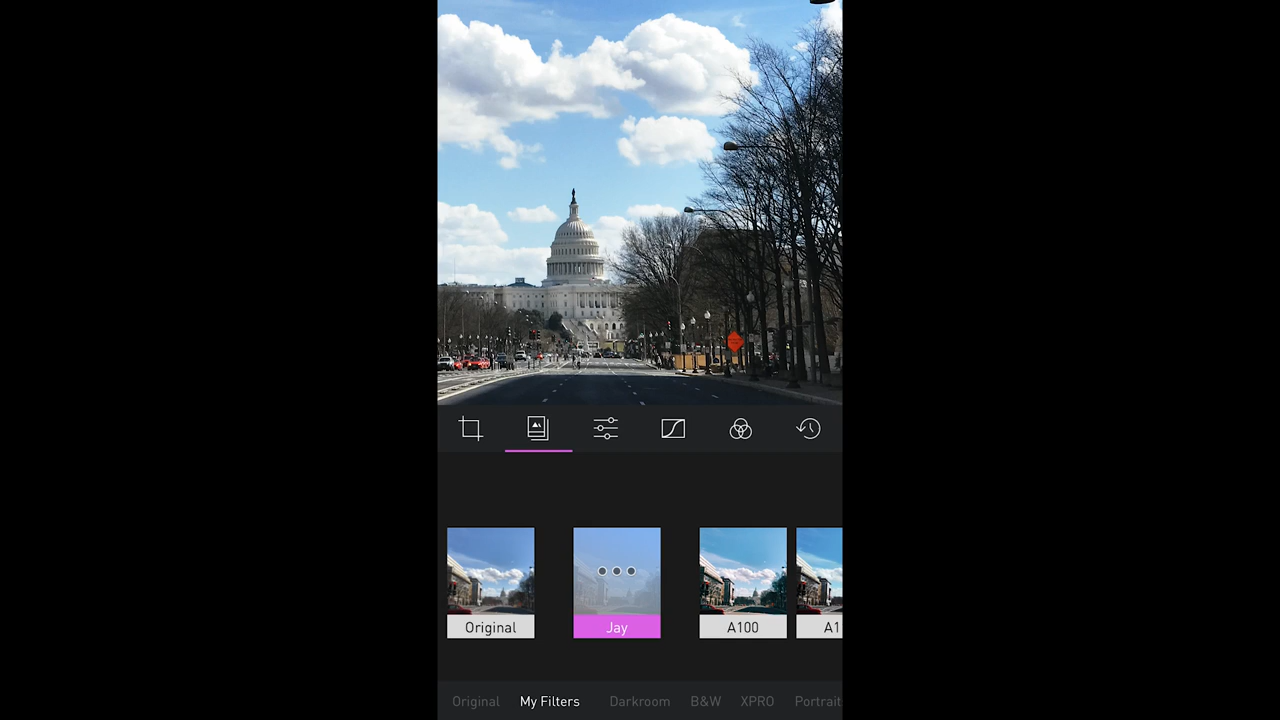 Original
Jay
A100
A1
Original My Filters Darkroom B&W XPRO Portrait